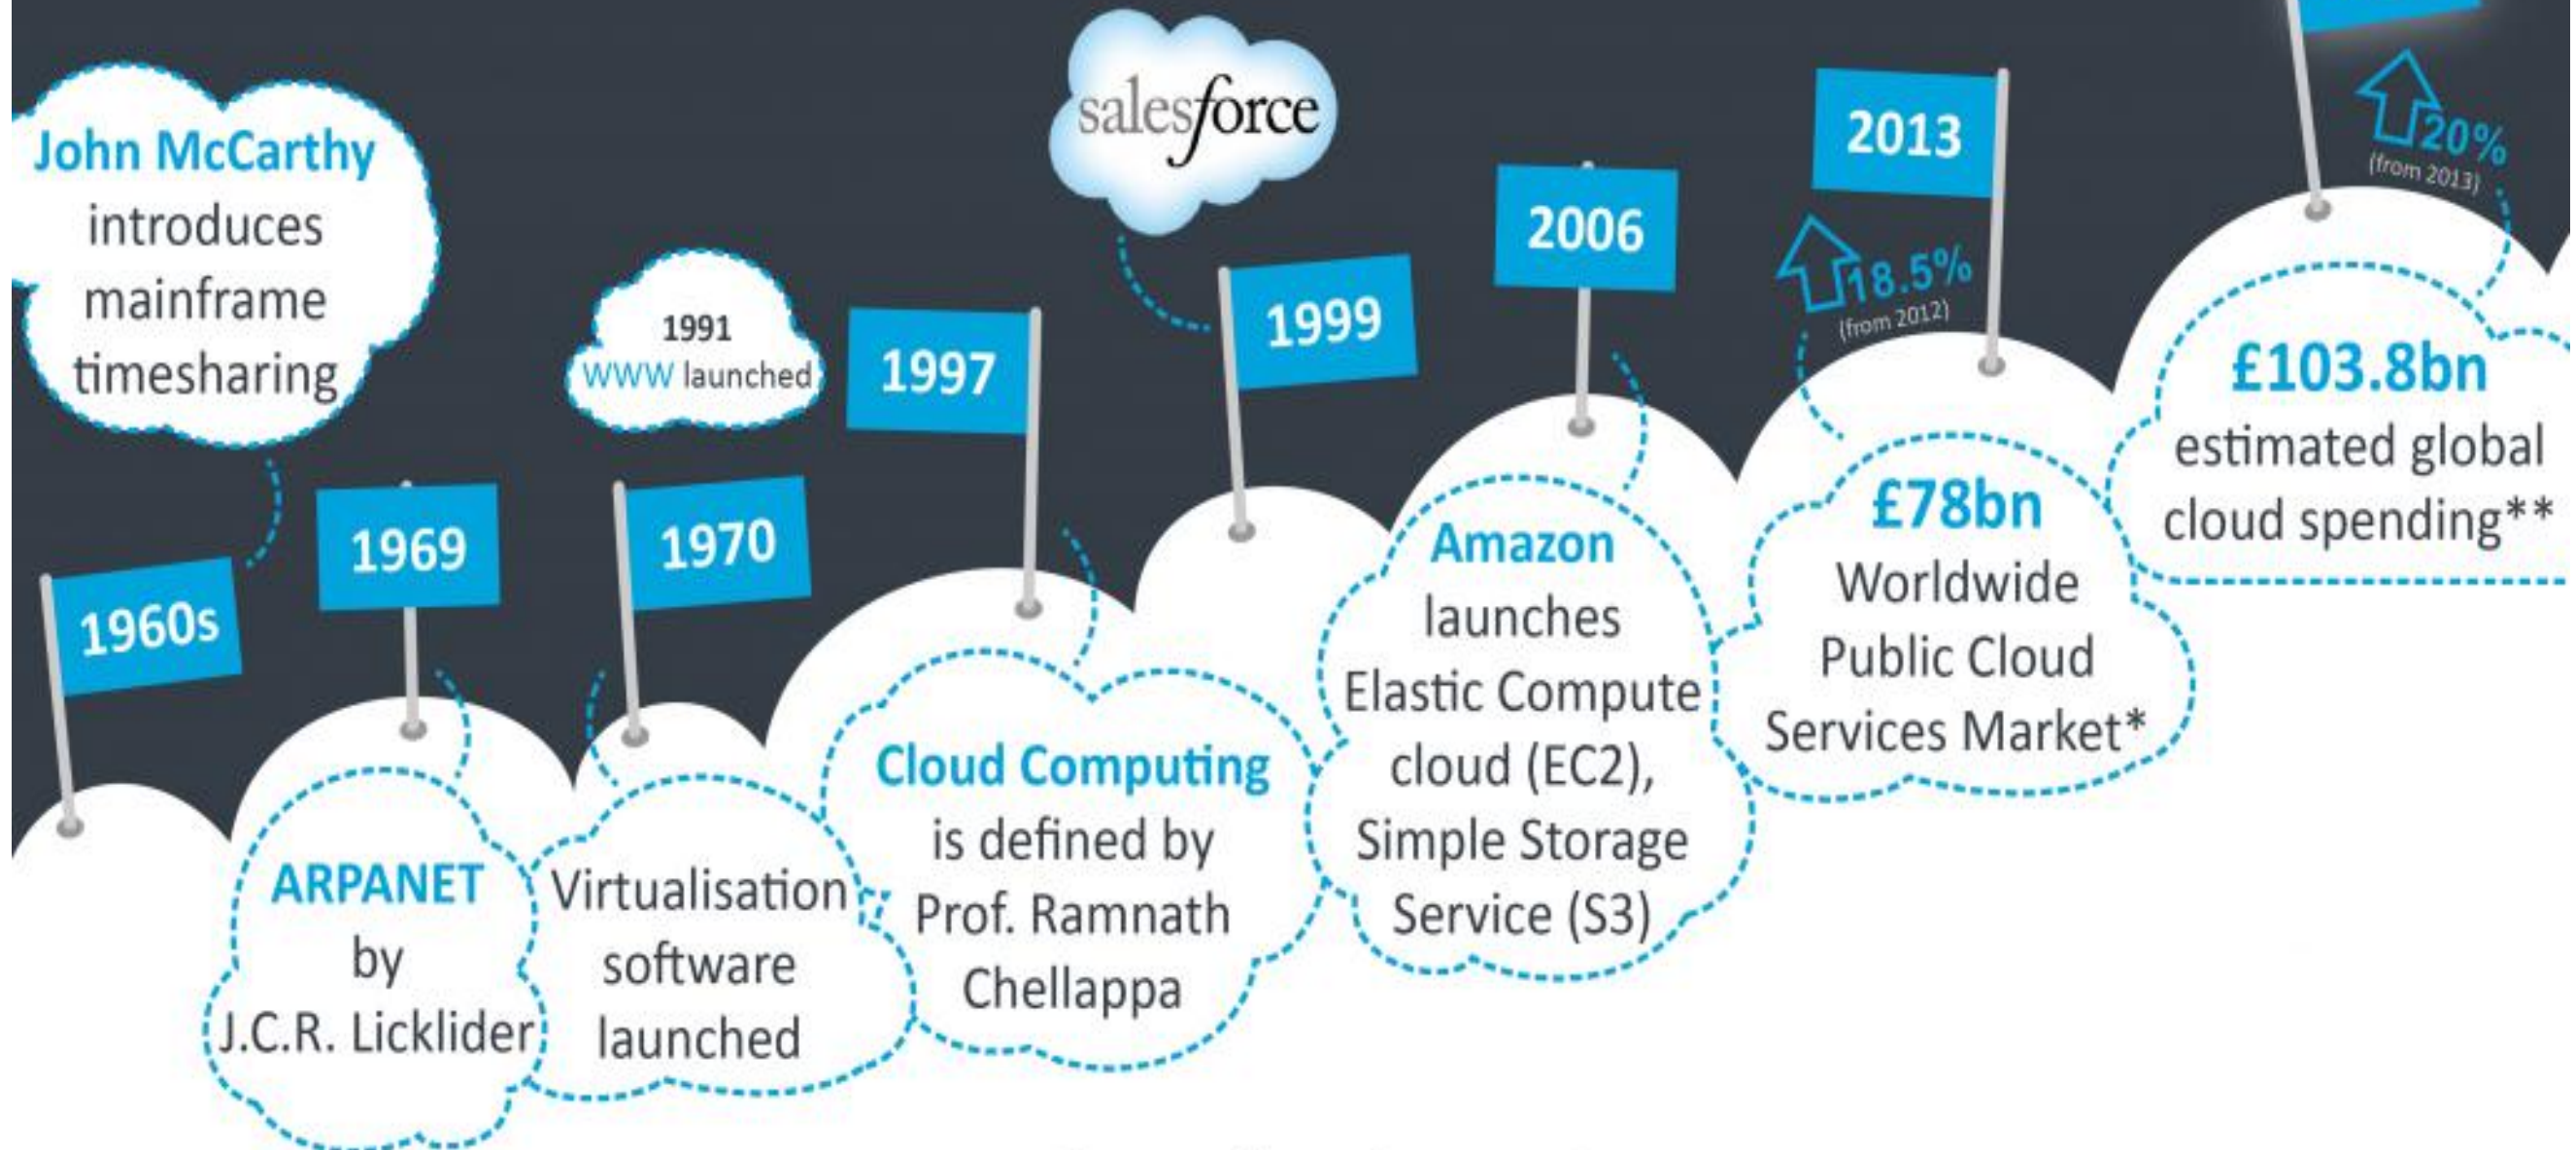 John McCarthy
introduces
mainframe
timesharing
1960s
1969
ARPANET
by
J.C.R. Licklider
1970
Virtualisation
software
launched
1991
WWW launched
1997
Cloud Computing
is defined by
Prof. Ramnath
Chellappa
salesforce
1999
2006
Amazon
launches
Elastic Compute
cloud (EC2),
Simple Storage
Service (S3)
2013
18.5%
(from 2012)
£78bn
Worldwide
Public Cloud
Services Market*
20%
(from 2013)
£103.8bn
estimated global
cloud spending**